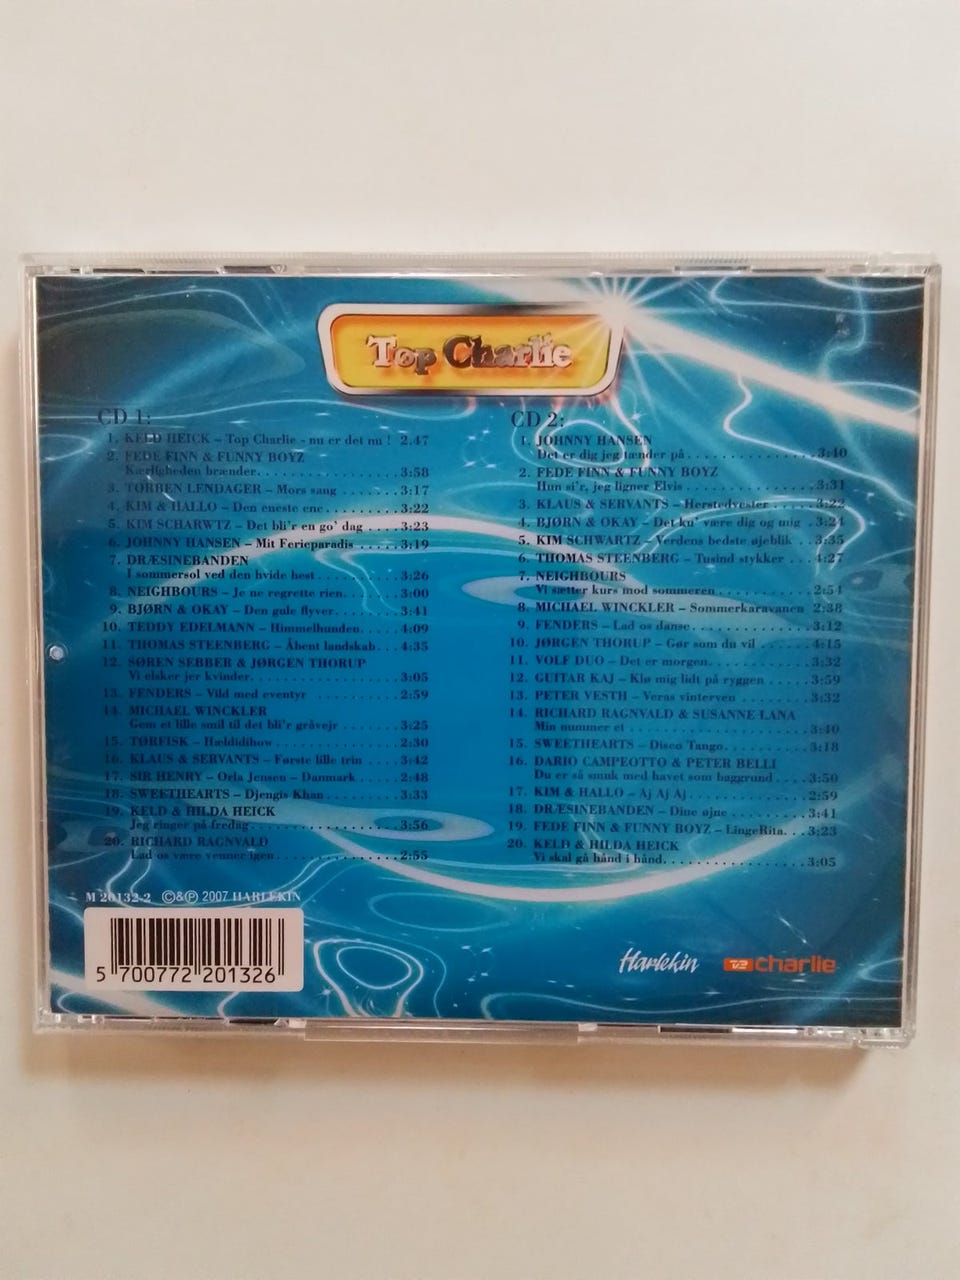 Top Charlie
CD 1:
1. KELD HEICK – Top Charlie - nu er det nu ! 2.47
2. FEDE FINN & FUNNY BOYZ
Kærligheden brænder. . . . . . . . . . . . . . . . . . . 3:58
3. TORBEN LENDAGER – Mors sang . . . . . . . . 3:17
4. KIM & HALLO – Den eneste ene. . . . . . . . . . . 3:22
5. KIM SCHARWTZ – Det bli'r en go' dag . . . . . 3:23
6. JOHNNY HANSEN – Mit Ferieparadis . . . . . . 3:19
7. DRÆSINEBANDEN
I sommersol ved den hvide hest . . . . . . . . . . . 3:26
8. NEIGHBOURS – Je ne regrette rien. . . . . . . . 3:00
9. BJØRN & OKAY – Den gule flyver. . . . . . . . . 3:41
10. TEDDY EDELMANN – Himmelhunden. . . . . 4:09
11. THOMAS STEENBERG – Åbent landskab. . . 4:35
12. SØREN SEBBER & JØRGEN THORUP
Vi elsker jer kvinder. . . . . . . . . . . . . . . . . . . . 3:05
13. FENDERS – Vild med eventyr . . . . . . . . . . . . 2:59
14. MICHAEL WINCKLER
Gem et lille smil til det bli'r gråvejr . . . . . . . . 3:25
15. TØRFISK – Hældidihow. . . . . . . . . . . . . . . . 2:30
16. KLAUS & SERVANTS – Første lille trin . . . . . 3:42
17. SIR HENRY – Orla Jensen – Danmark . . . . . . 2:48
18. SWEETHEARTS – Djengis Khan. . . . . . . . . . 3:33
19. KELD & HILDA HEICK
Jeg ringer på fredag. . . . . . . . . . . . . . . . . . . . 3:56
20. RICHARD RAGNVALD
Lad os være venner igen. . . . . . . . . . . . . . . . . 2:55
M 20132-2 ©&℗ 2007 HARLEKIN
5 700772 201326
CD 2:
1. JOHNNY HANSEN
Det er dig jeg tænder på . . . . . . . . . . . . . . . . 3:40
2. FEDE FINN & FUNNY BOYZ
Hun si'r, jeg ligner Elvis . . . . . . . . . . . . . . . . 3:31
3. KLAUS & SERVANTS – Herstedvester . . . . . . 3:22
4. BJØRN & OKAY – Det ku' være dig og mig . 3:24
5. KIM SCHWARTZ – Verdens bedste øjeblik . . 3:35
6. THOMAS STEENBERG – Tusind stykker . . . . 4:27
7. NEIGHBOURS
Vi sætter kurs mod sommeren. . . . . . . . . . . . . 2:54
8. MICHAEL WINCKLER – Sommerkaravanen 2:38
9. FENDERS – Lad os danse. . . . . . . . . . . . . . . 3:12
10. JØRGEN THORUP – Gør som du vil . . . . . . . 4:15
11. VOLF DUO – Det er morgen. . . . . . . . . . . . . 3:32
12. GUITAR KAJ – Klø mig lidt på ryggen . . . . . 3:59
13. PETER VESTH – Veras vinterven . . . . . . . . . 3:32
14. RICHARD RAGNVALD & SUSANNE LANA
Min nummer et . . . . . . . . . . . . . . . . . . . . . . . 3:40
15. SWEETHEARTS – Disco Tango. . . . . . . . . . . 3:18
16. DARIO CAMPEOTTO & PETER BELLI
Du er så smuk med havet som baggrund . . . . 3:50
17. KIM & HALLO – Aj Aj Aj . . . . . . . . . . . . . . . 2:59
18. DRÆSINEBANDEN – Dine øjne . . . . . . . . . . 3:41
19. FEDE FINN & FUNNY BOYZ – LingeRita. . . 3:23
20. KELD & HILDA HEICK
Vi skal gå hånd i hånd. . . . . . . . . . . . . . . . . . 3:05
Harlekin
TV2 charlie